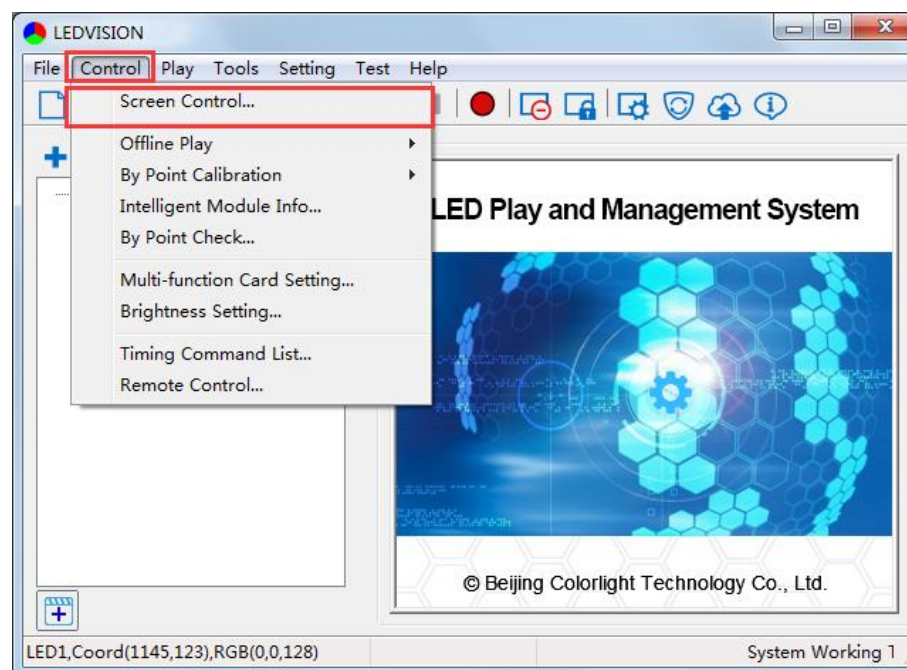 LEDVISION
File Control Play Tools Setting Test Help
Screen Control...
Offline Play
By Point Calibration
Intelligent Module Info...
By Point Check...
Multi-function Card Setting...
Brightness Setting...
Timing Command List...
Remote Control...
LED Play and Management System
© Beijing Colorlight Technology Co., Ltd.
LED1,Coord(1145,123),RGB(0,0,128)
System Working